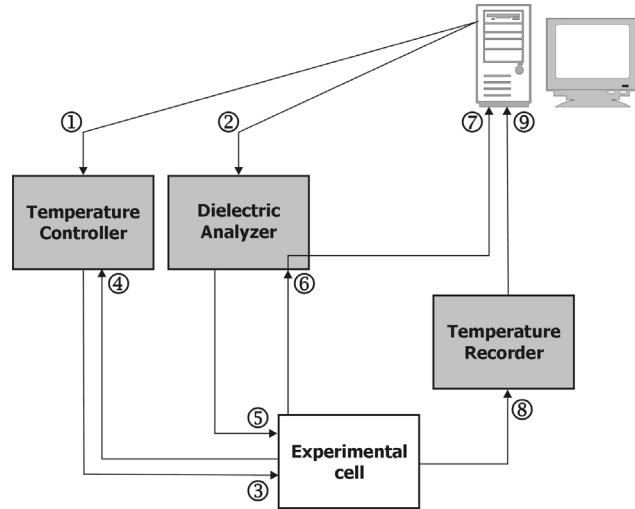 ①
②
⑦
⑨
Temperature
Controller
Dielectric
Analyzer
④
⑥
Temperature
Recorder
⑧
⑤
Experimental
cell
③